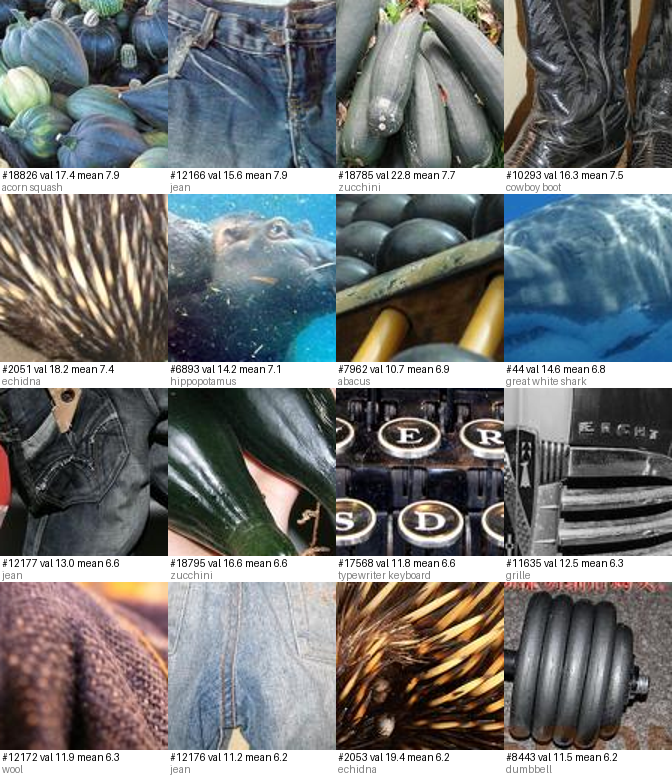 #18826 val 17.4 mean 7.9
acorn squash
#12166 val 15.6 mean 7.9
jean
#18785 val 22.8 mean 7.7
zucchini
#10293 val 16.3 mean 7.5
cowboy boot
#2051 val 18.2 mean 7.4
echidna
#6893 val 14.2 mean 7.1
hippopotamus
#7962 val 10.7 mean 6.9
abacus
#44 val 14.6 mean 6.8
great white shark
E R
S D
#12177 val 13.0 mean 6.6
jean
#18795 val 16.6 mean 6.6
zucchini
#17568 val 11.8 mean 6.6
typewriter keyboard
#11635 val 12.5 mean 6.3
grille
#12172 val 11.9 mean 6.3
wool
#12176 val 11.2 mean 6.2
jean
#2053 val 19.4 mean 6.2
echidna
#8443 val 11.5 mean 6.2
dumbbell